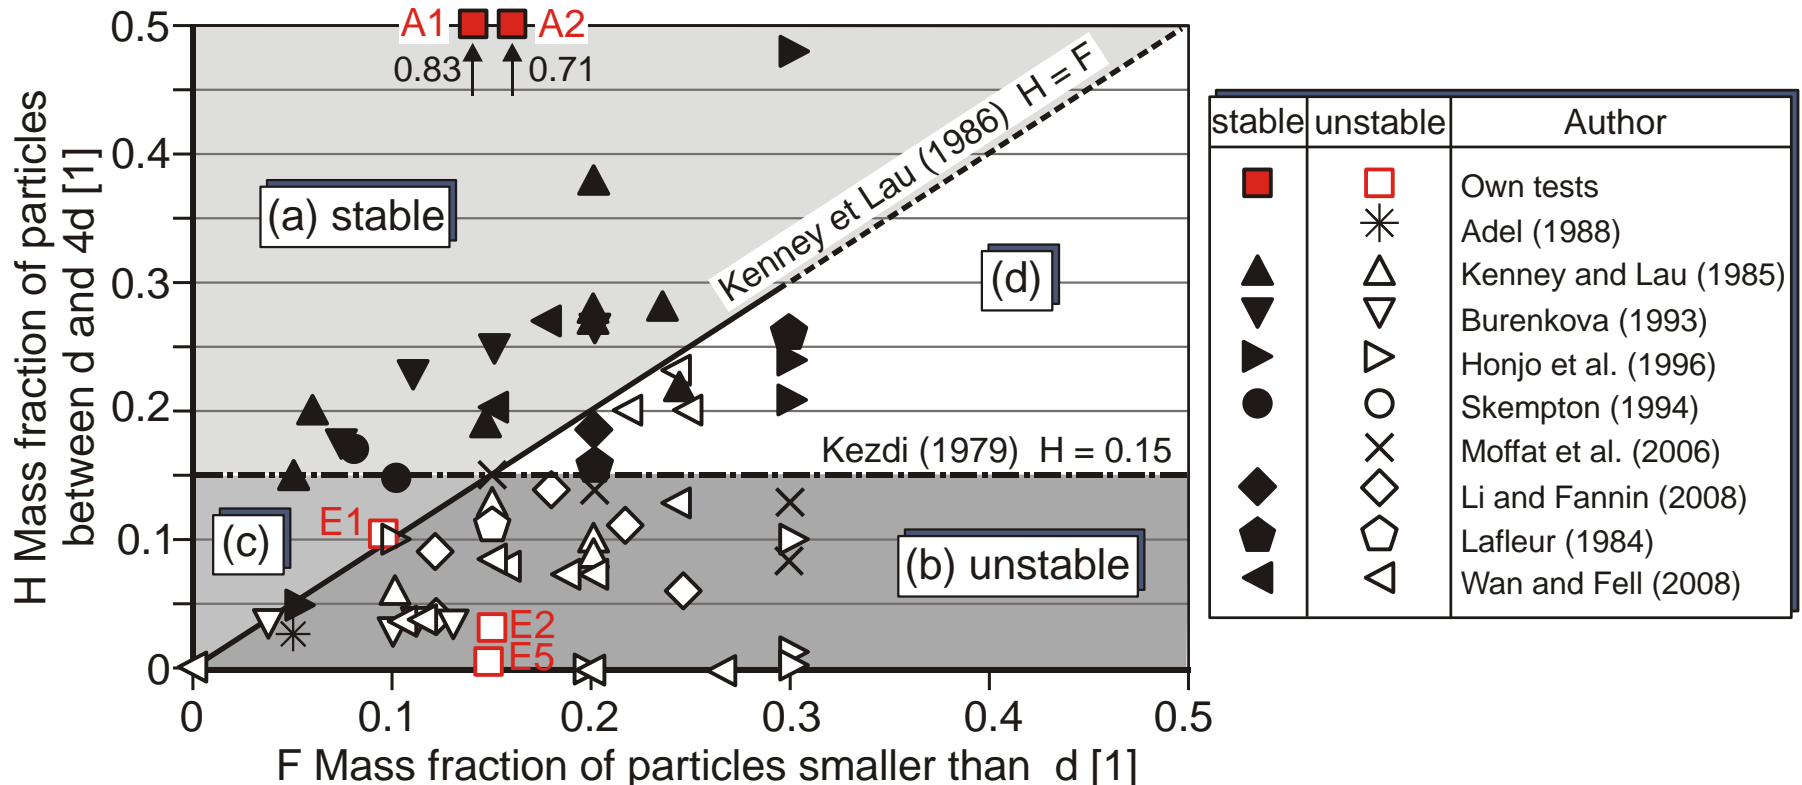 H Mass fraction of particles
between d and 4d [1]
0.5
0.4
0.3
0.2
0.1
0
A1
A2
0.83
0.71
(a) stable
Kenney et Lau (1986) H = F
(d)
Kezdi (1979) H = 0.15
E1
(c)
(b) unstable
E2
E5
0
0.1
0.2
0.3
0.4
0.5
F Mass fraction of particles smaller than d [1]
stable unstable Author
Own tests
Adel (1988)
Kenney and Lau (1985)
Burenkova (1993)
Honjo et al. (1996)
Skempton (1994)
Moffat et al. (2006)
Li and Fannin (2008)
Lafleur (1984)
Wan and Fell (2008)